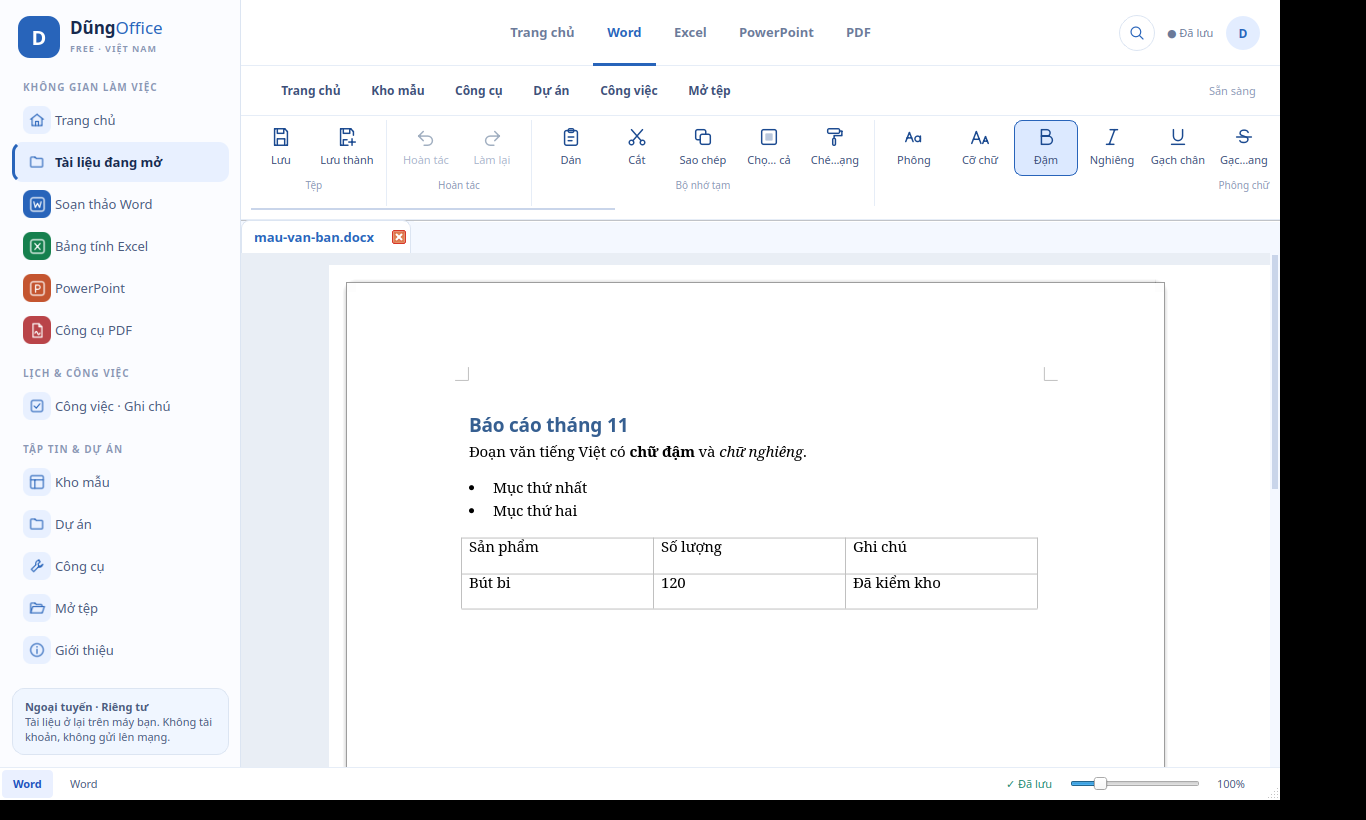 D
DũngOffice
FREE · VIỆT NAM
Trang chủ
Word
Excel
PowerPoint
PDF
Đã lưu
D
KHÔNG GIAN LÀM VIỆC
Trang chủ
Tài liệu đang mở
Soạn thảo Word
Bảng tính Excel
PowerPoint
Công cụ PDF
LỊCH & CÔNG VIỆC
Công việc · Ghi chú
TẬP TIN & DỰ ÁN
Kho mẫu
Dự án
Công cụ
Mở tệp
Giới thiệu
Ngoại tuyến · Riêng tư
Tài liệu ở lại trên máy bạn. Không tài
khoản, không gửi lên mạng.
Trang chủ
Kho mẫu
Công cụ
Dự án
Công việc
Mở tệp
Sẵn sàng
Lưu
Lưu thành
Hoàn tác
Làm lại
Dán
Cắt
Sao chép
Chọ... cả
Ché...ạng
Phông
Cỡ chữ
Đậm
Nghiêng
Gạch chân
Gạc...ang
Tệp
Hoàn tác
Bộ nhớ tạm
Phông chữ
mau-van-ban.docx
Báo cáo tháng 11
Đoạn văn tiếng Việt có chữ đậm và chữ nghiêng.
• Mục thứ nhất
• Mục thứ hai
Sản phẩm Số lượng Ghi chú
Bút bi 120 Đã kiểm kho
Word
Word
✓ Đã lưu
100%